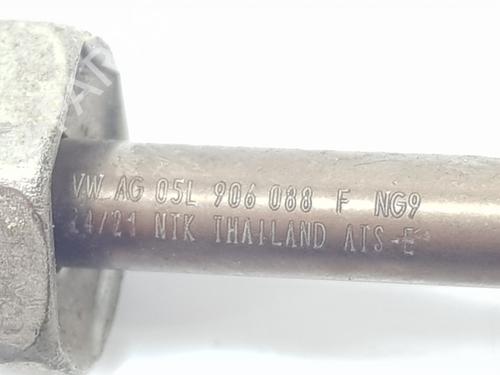 VW AG 05L 906 088 F NG9
24/21 NTK THAILAND ATS-E